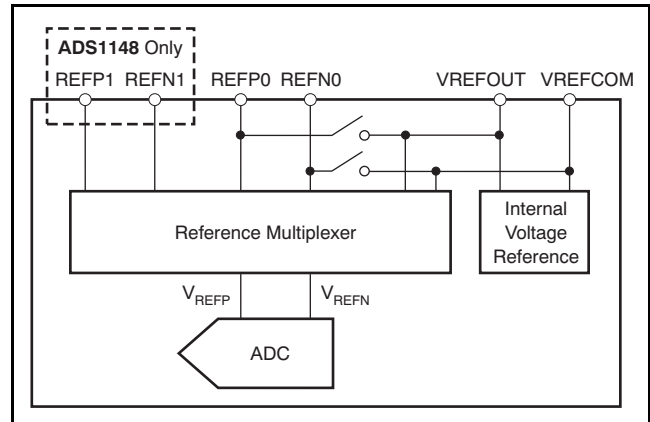 ADS1148 Only
REFP1 REFN1 REFP0 REFN0 VREFOUT VREFCOM
Reference Multiplexer
Internal
Voltage
Reference
VREFP VREFN
ADC